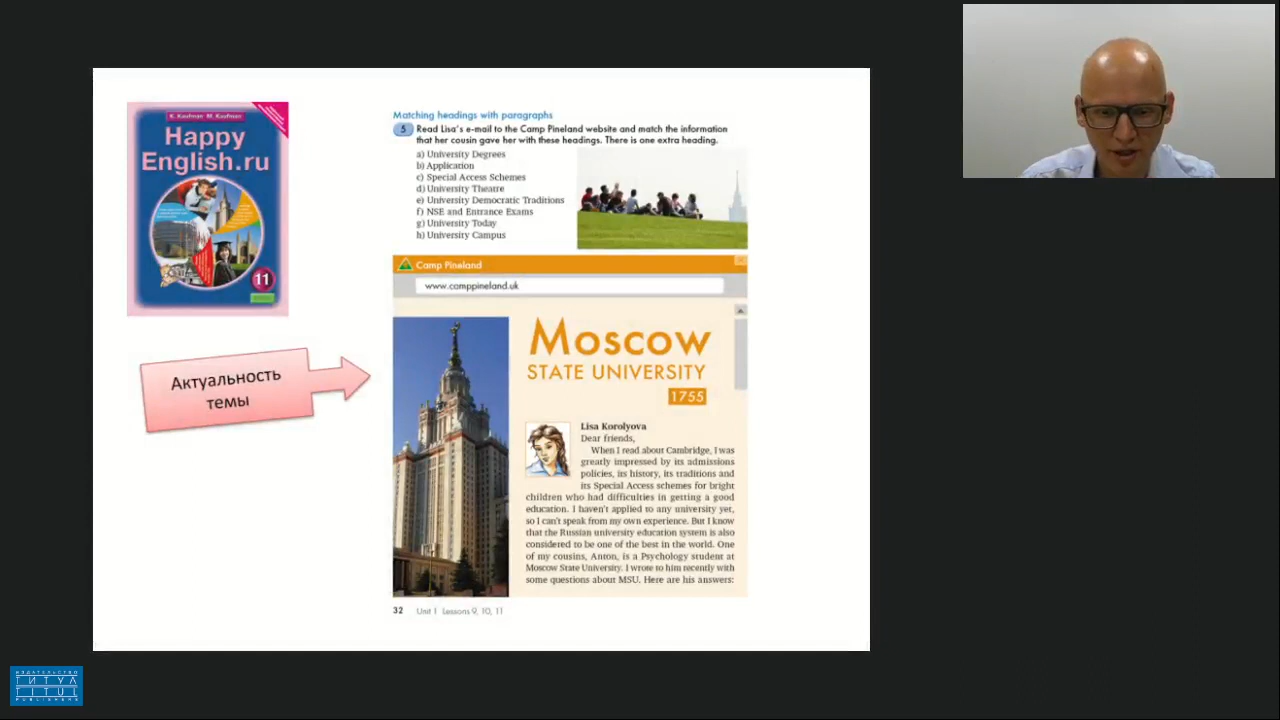 K. Kaufman M. Kaufman
Happy
English.ru
11
Актуальность
темы
Matching headings with paragraphs
5 Read Lisa's e-mail to the Camp Pineland website and match the information
that her cousin gave her with these headings. There is one extra heading.
a) University Degrees
b) Application
c) Special Access Schemes
d) University Theatre
e) University Democratic Traditions
f) NSE and Entrance Exams
g) University Today
h) University Campus
Camp Pineland
www.camppineland.uk
Moscow
STATE UNIVERSITY
1755
Lisa Korolyova
Dear friends,
When I read about Cambridge, I was
greatly impressed by its admissions
policies, its history, its traditions and
its Special Access schemes for bright
children who had difficulties in getting a good
education. I haven't applied to any university yet,
so I can't speak from my own experience. But I know
that the Russian university education system is also
considered to be one of the best in the world. One
of my cousins, Anton, is a Psychology student at
Moscow State University. I wrote to him recently with
some questions about MSU. Here are his answers:
32 Unit 1 Lessons 9, 10, 11
ИЗДАТЕЛЬСТВО
ТИТУЛ
TITUL
PUBLISHERS